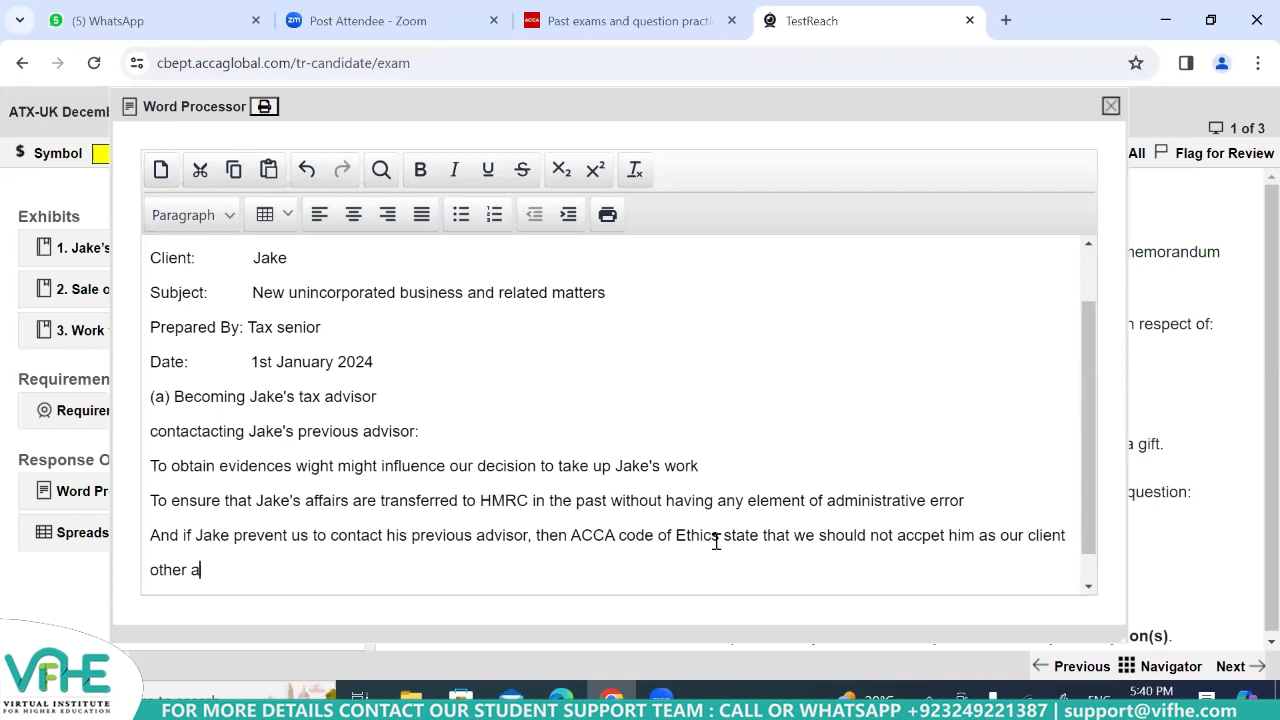 (5) WhatsApp
Post Attendee - Zoom
Past exams and question practi
TestReach
cbept.accaglobal.com/tr-candidate/exam
ATX-UK Decemb
Word Processor
1 of 3
$ Symbol
All
Flag for Review
Paragraph
Exhibits
1. Jake's
2. Sale o
3. Work
Requiremen
Requirer
Response O
Word Pr
Spreads
Client: Jake
Subject: New unincorporated business and related matters
Prepared By: Tax senior
Date: 1st January 2024
(a) Becoming Jake's tax advisor
contactacting Jake's previous advisor:
To obtain evidences wight might influence our decision to take up Jake's work
To ensure that Jake's affairs are transferred to HMRC in the past without having any element of administrative error
And if Jake prevent us to contact his previous advisor, then ACCA code of Ethics state that we should not accpet him as our client
other a
nemorandum
n respect of:
a gift.
question:
on(s).
Previous
Navigator
Next
5:40 PM
ENG
VIFHE
VIRTUAL INSTITUTE
FOR HIGHER EDUCATION
FOR MORE DETAILS CONTACT OUR STUDENT SUPPORT TEAM : CALL OR WHATSAPP +923249221387 | support@vifhe.com